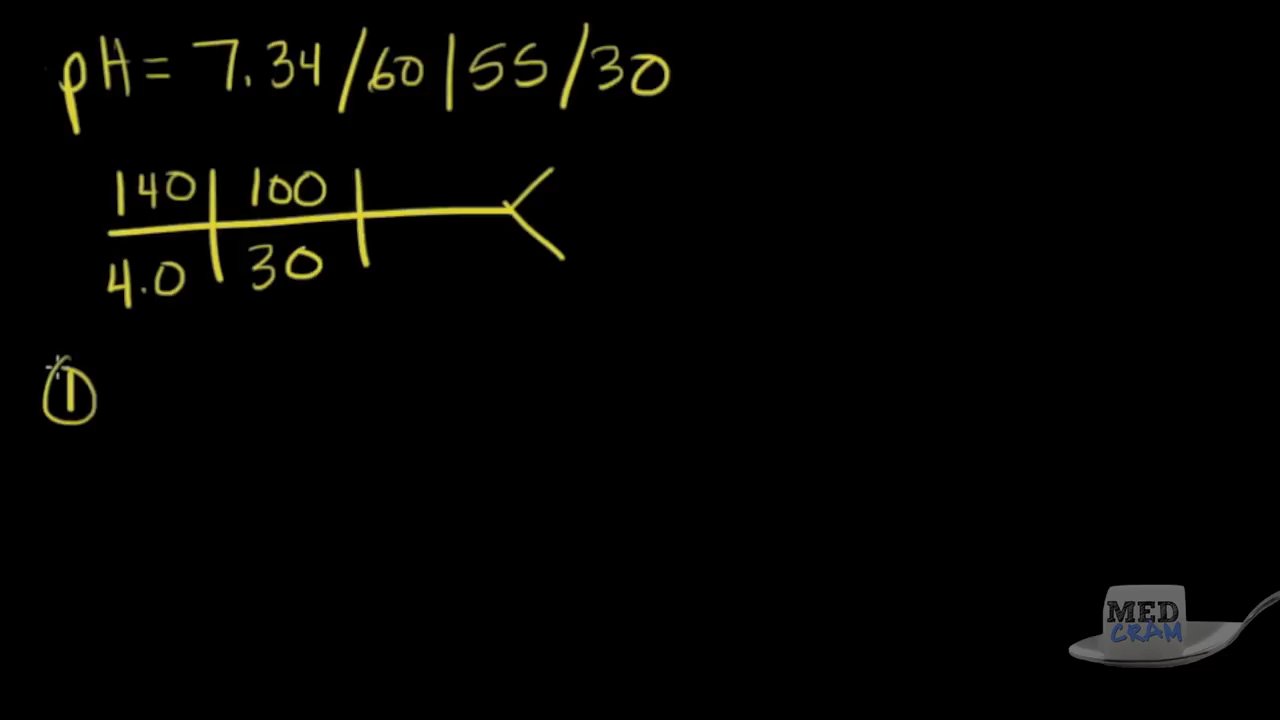 pH = 7.34/60|55/30
140 | 100
4.0 | 30
①
MED
CRAM